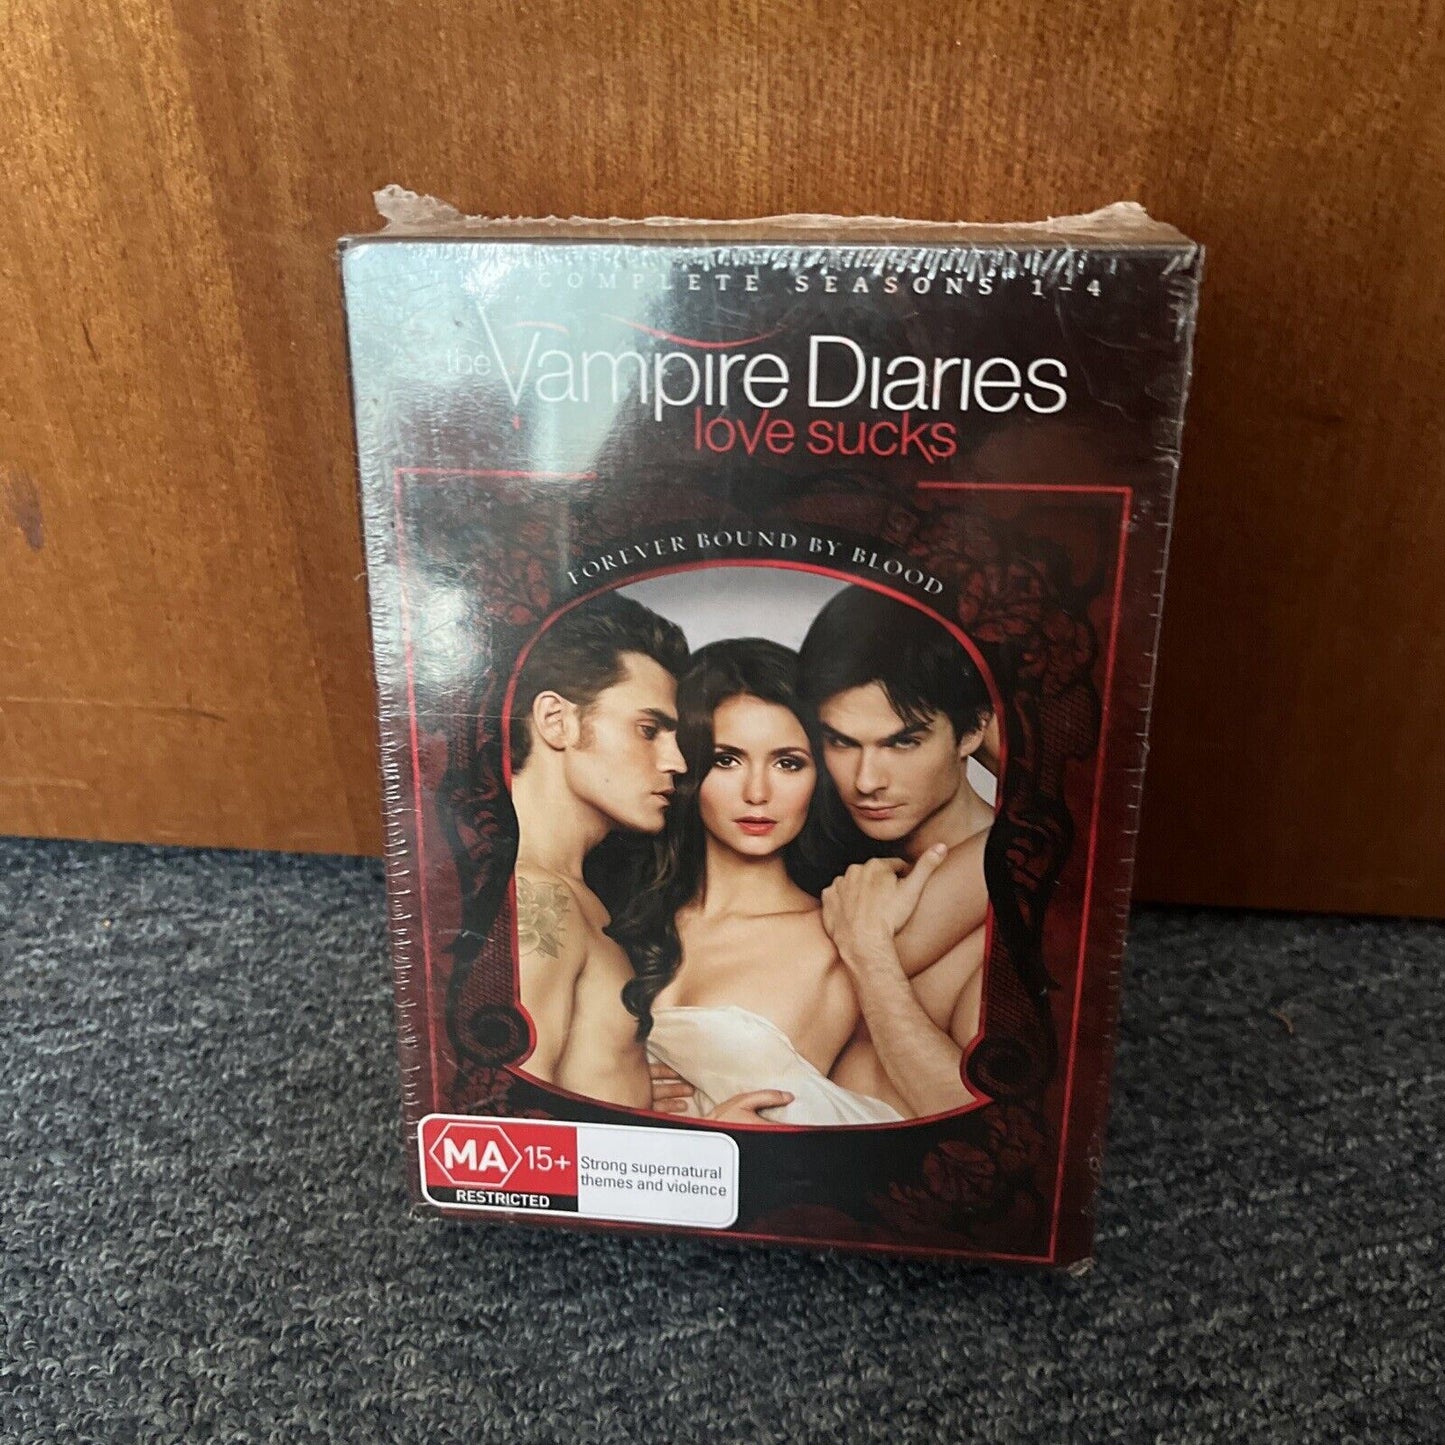 COMPLETE SEASONS 1-4
the Vampire Diaries
love sucks
FOREVER BOUND BY BLOOD
MA 15+
RESTRICTED
Strong supernatural
themes and violence